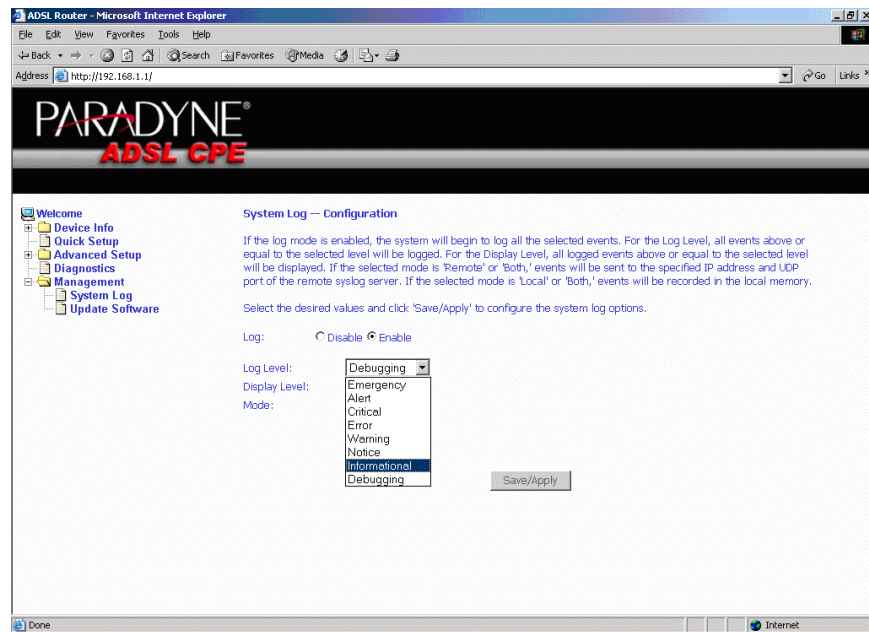 ADSL Router - Microsoft Internet Explorer
File Edit View Favorites Tools Help
Back Search Favorites Media
Address http://192.168.1.1/ Go Links »
PARADYNE®
ADSL CPE
Welcome
Device Info
Quick Setup
Advanced Setup
Diagnostics
Management
System Log
Update Software
System Log -- Configuration
If the log mode is enabled, the system will begin to log all the selected events. For the Log Level, all events above or
equal to the selected level will be logged. For the Display Level, all logged events above or equal to the selected level
will be displayed. If the selected mode is 'Remote' or 'Both,' events will be sent to the specified IP address and UDP
port of the remote syslog server. If the selected mode is 'Local' or 'Both,' events will be recorded in the local memory.
Select the desired values and click 'Save/Apply' to configure the system log options.
Log: Disable Enable
Log Level: Debugging
Display Level:
Mode:
Emergency
Alert
Critical
Error
Warning
Notice
Informational
Debugging
Save/Apply
Done Internet